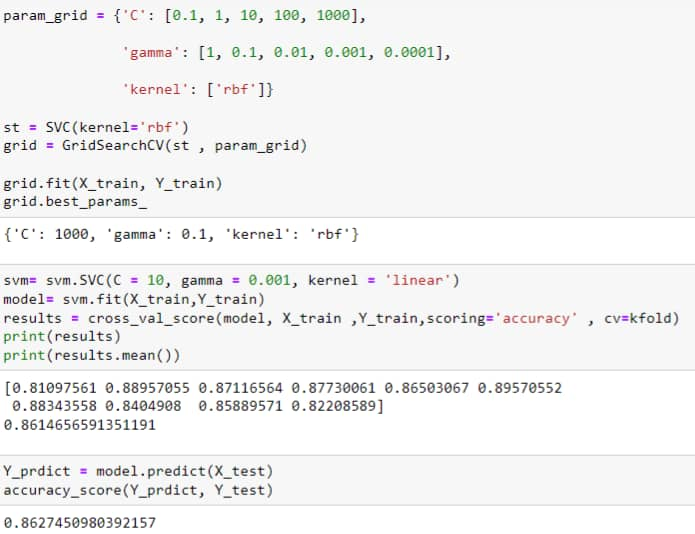 param_grid = {'C': [0.1, 1, 10, 100, 1000],
'gamma': [1, 0.1, 0.01, 0.001, 0.0001],
'kernel': ['rbf']}
st = SVC(kernel='rbf')
grid = GridSearchCV(st , param_grid)
grid.fit(X_train, Y_train)
grid.best_params_
{'C': 1000, 'gamma': 0.1, 'kernel': 'rbf'}
svm= svm.SVC(C = 10, gamma = 0.001, kernel = 'linear')
model= svm.fit(X_train,Y_train)
results = cross_val_score(model, X_train ,Y_train,scoring='accuracy' , cv=kfold)
print(results)
print(results.mean())
[0.81097561 0.88957055 0.87116564 0.87730061 0.86503067 0.89570552
0.88343558 0.8404908  0.85889571 0.82208589]
0.8614656591351191
Y_prdict = model.predict(X_test)
accuracy_score(Y_prdict, Y_test)
0.8627450980392157